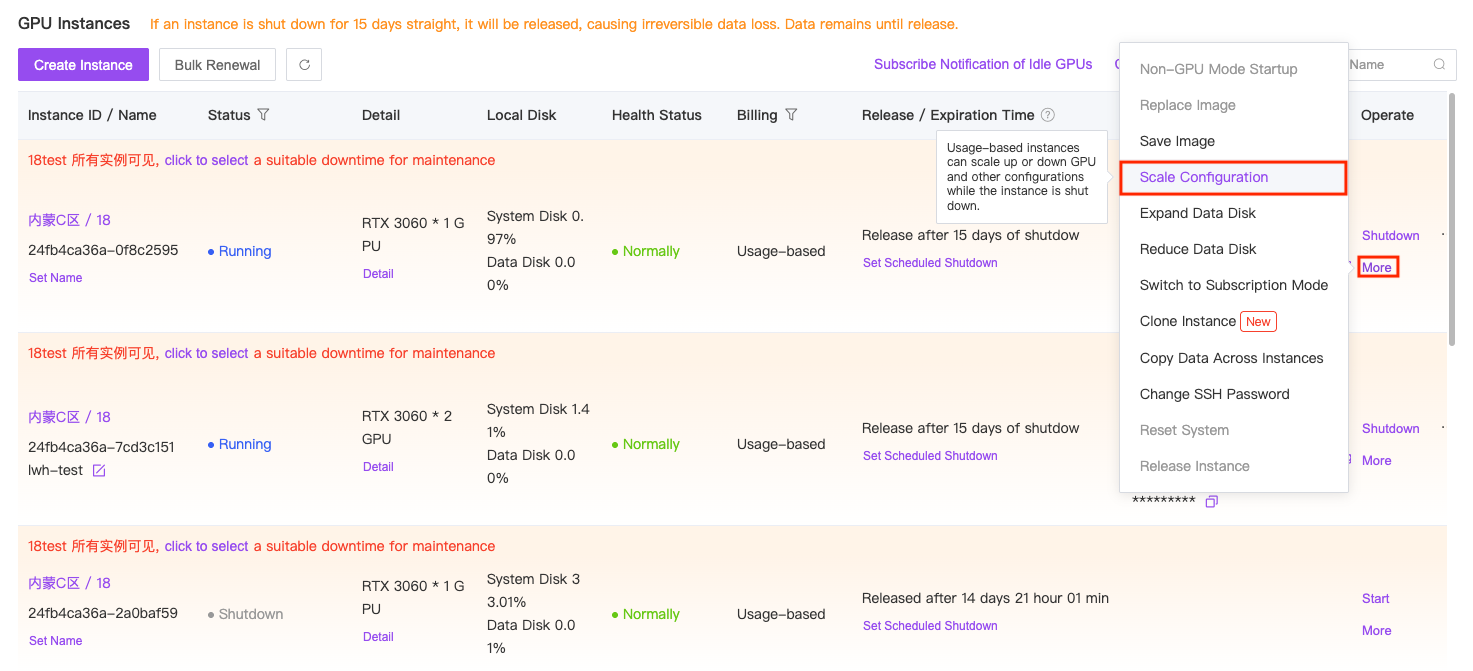 GPU Instances
If an instance is shut down for 15 days straight, it will be released, causing irreversible data loss. Data remains until release.
Create Instance
Bulk Renewal
Subscribe Notification of Idle GPUs
Name
Instance ID / Name
Status
Detail
Local Disk
Health Status
Billing
Release / Expiration Time
Operate
18test 所有实例可见, click to select a suitable downtime for maintenance
内蒙C区 / 18
24fb4ca36a-0f8c2595
Set Name
Running
RTX 3060 * 1 G
PU
Detail
System Disk 0.
97%
Data Disk 0.0
0%
Normally
Usage-based
Release after 15 days of shutdow
Set Scheduled Shutdown
Shutdown
More
18test 所有实例可见, click to select a suitable downtime for maintenance
内蒙C区 / 18
24fb4ca36a-7cd3c151
lwh-test
Running
RTX 3060 * 2
GPU
Detail
System Disk 1.4
1%
Data Disk 0.0
0%
Normally
Usage-based
Release after 15 days of shutdow
Set Scheduled Shutdown
*********
Shutdown
More
18test 所有实例可见, click to select a suitable downtime for maintenance
内蒙C区 / 18
24fb4ca36a-2a0baf59
Set Name
Shutdown
RTX 3060 * 1 G
PU
Detail
System Disk 3
3.01%
Data Disk 0.0
1%
Normally
Usage-based
Released after 14 days 21 hour 01 min
Set Scheduled Shutdown
Start
More
Usage-based instances
can scale up or down GPU
and other configurations
while the instance is shut
down.
Non-GPU Mode Startup
Replace Image
Save Image
Scale Configuration
Expand Data Disk
Reduce Data Disk
Switch to Subscription Mode
Clone Instance New
Copy Data Across Instances
Change SSH Password
Reset System
Release Instance